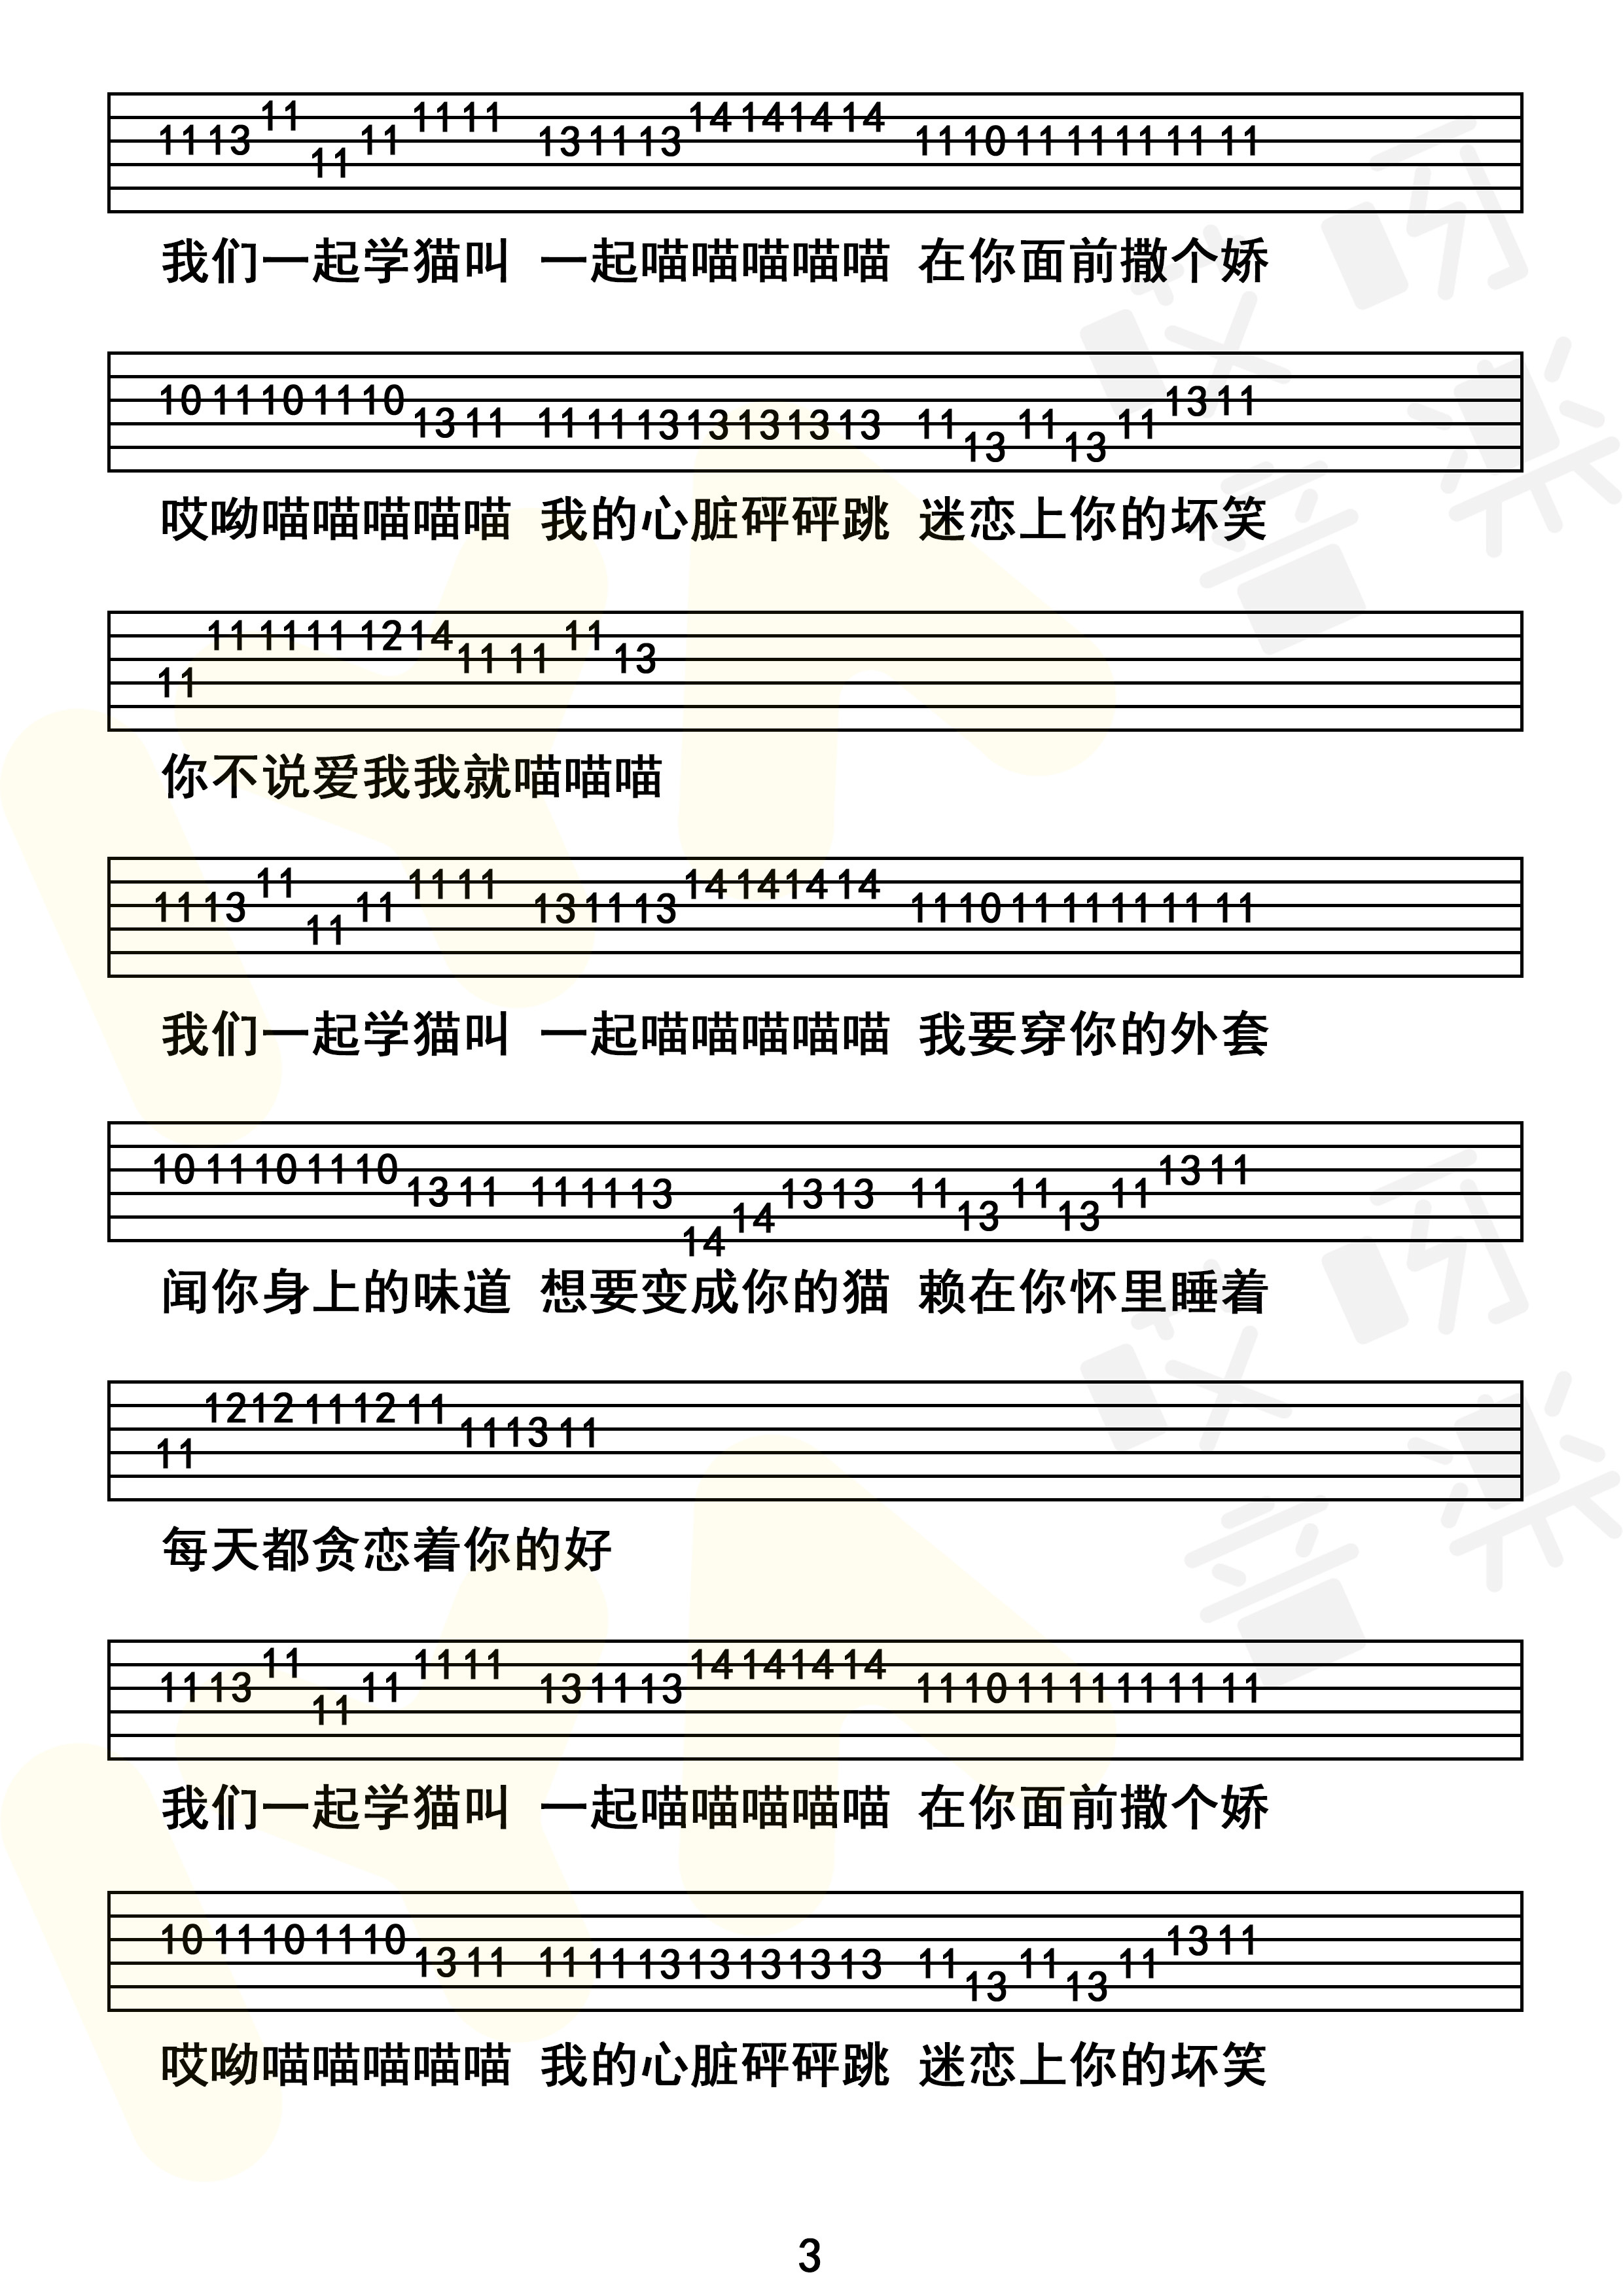 11 13 11 11 11 11 11 13 11 13 14 14 14 14 11 10 11 11 11 11 11
我们一起学猫叫 一起喵喵喵喵喵 在你面前撒个娇
10 11 10 11 10 13 11 11 11 13 13 13 13 13 11 13 11 13 11 13 11
哎呦喵喵喵喵喵 我的心脏砰砰跳 迷恋上你的坏笑
11 11 11 11 12 14 11 11 11 13
你不说爱我我就喵喵喵
11 13 11 11 11 11 11 13 11 13 14 14 14 14 11 10 11 11 11 11 11
我们一起学猫叫 一起喵喵喵喵喵 我要穿你的外套
10 11 10 11 10 13 11 11 11 13 14 14 13 13 11 13 11 13 11 13 11
闻你身上的味道 想要变成你的猫 赖在你怀里睡着
11 12 12 11 12 11 11 13 11
每天都贪恋着你的好
11 13 11 11 11 11 11 13 11 13 14 14 14 14 11 10 11 11 11 11 11
我们一起学猫叫 一起喵喵喵喵喵 在你面前撒个娇
10 11 10 11 10 13 11 11 11 13 13 13 13 13 11 13 11 13 11 13 11
哎呦喵喵喵喵喵 我的心脏砰砰跳 迷恋上你的坏笑
3